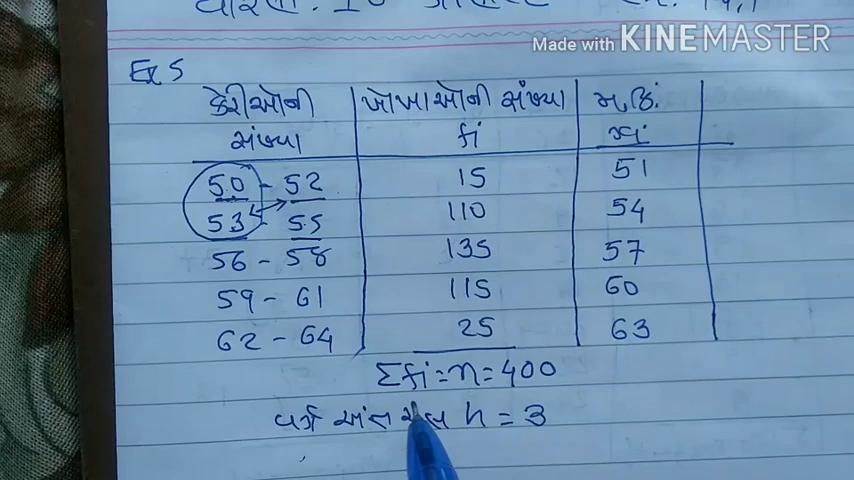 Made with KINEMASTER
Ex 5
કેરીઓની ખોખાઓની સંખ્યા મ.કિં.
સંખ્યા fi xi
50 - 52 15 51
53 - 55 110 54
56 - 58 135 57
59 - 61 115 60
62 - 64 25 63
Σfi = n = 400
વર્ગ h = 3